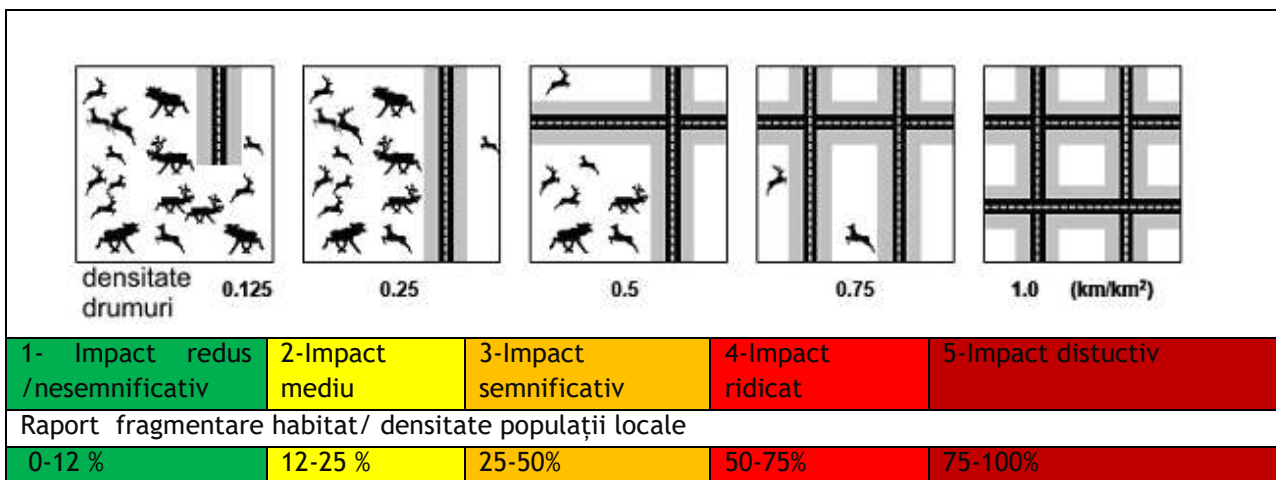 densitate
drumuri
0.125
0.25
0.5
0.75
1.0 (km/km²)
1- Impact redus
/nesemnificativ
2-Impact
mediu
3-Impact
semnificativ
4-Impact
ridicat
5-Impact distuctiv
Raport fragmentare habitat/ densitate populații locale
0-12 %
12-25 %
25-50%
50-75%
75-100%